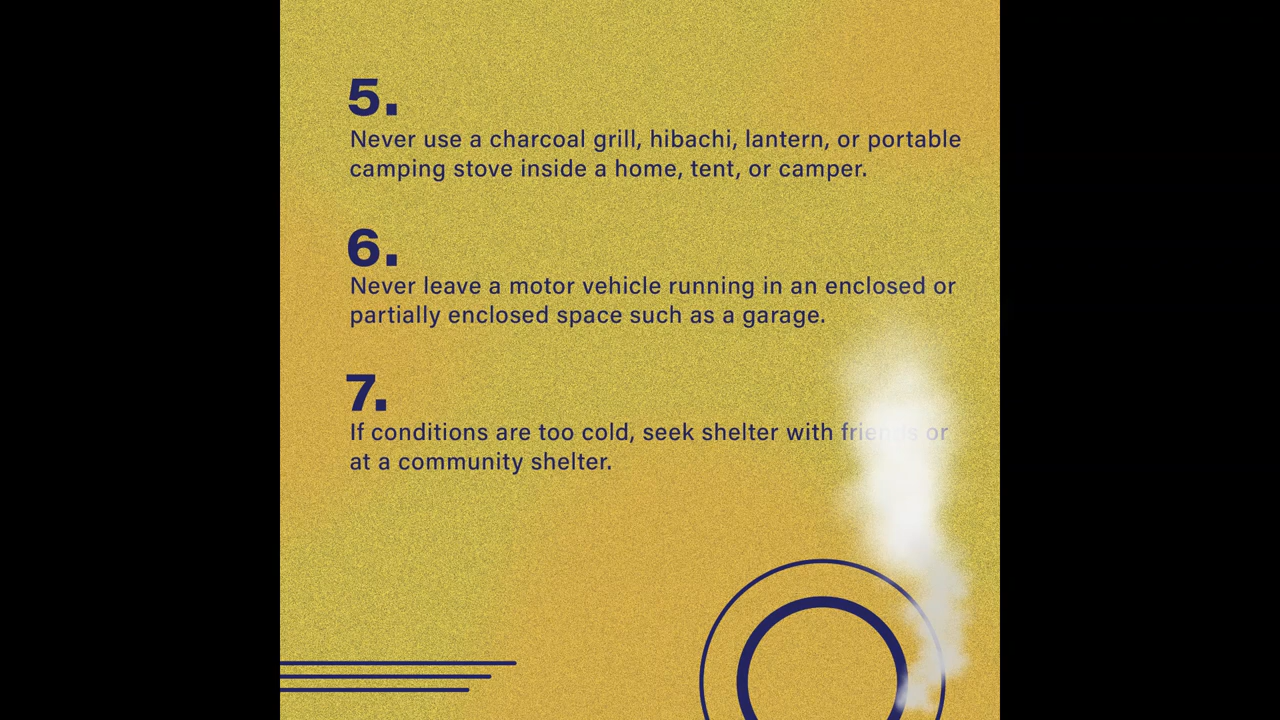 5.
Never use a charcoal grill, hibachi, lantern, or portable
camping stove inside a home, tent, or camper.
6.
Never leave a motor vehicle running in an enclosed or
partially enclosed space such as a garage.
7.
If conditions are too cold, seek shelter with friends or
at a community shelter.